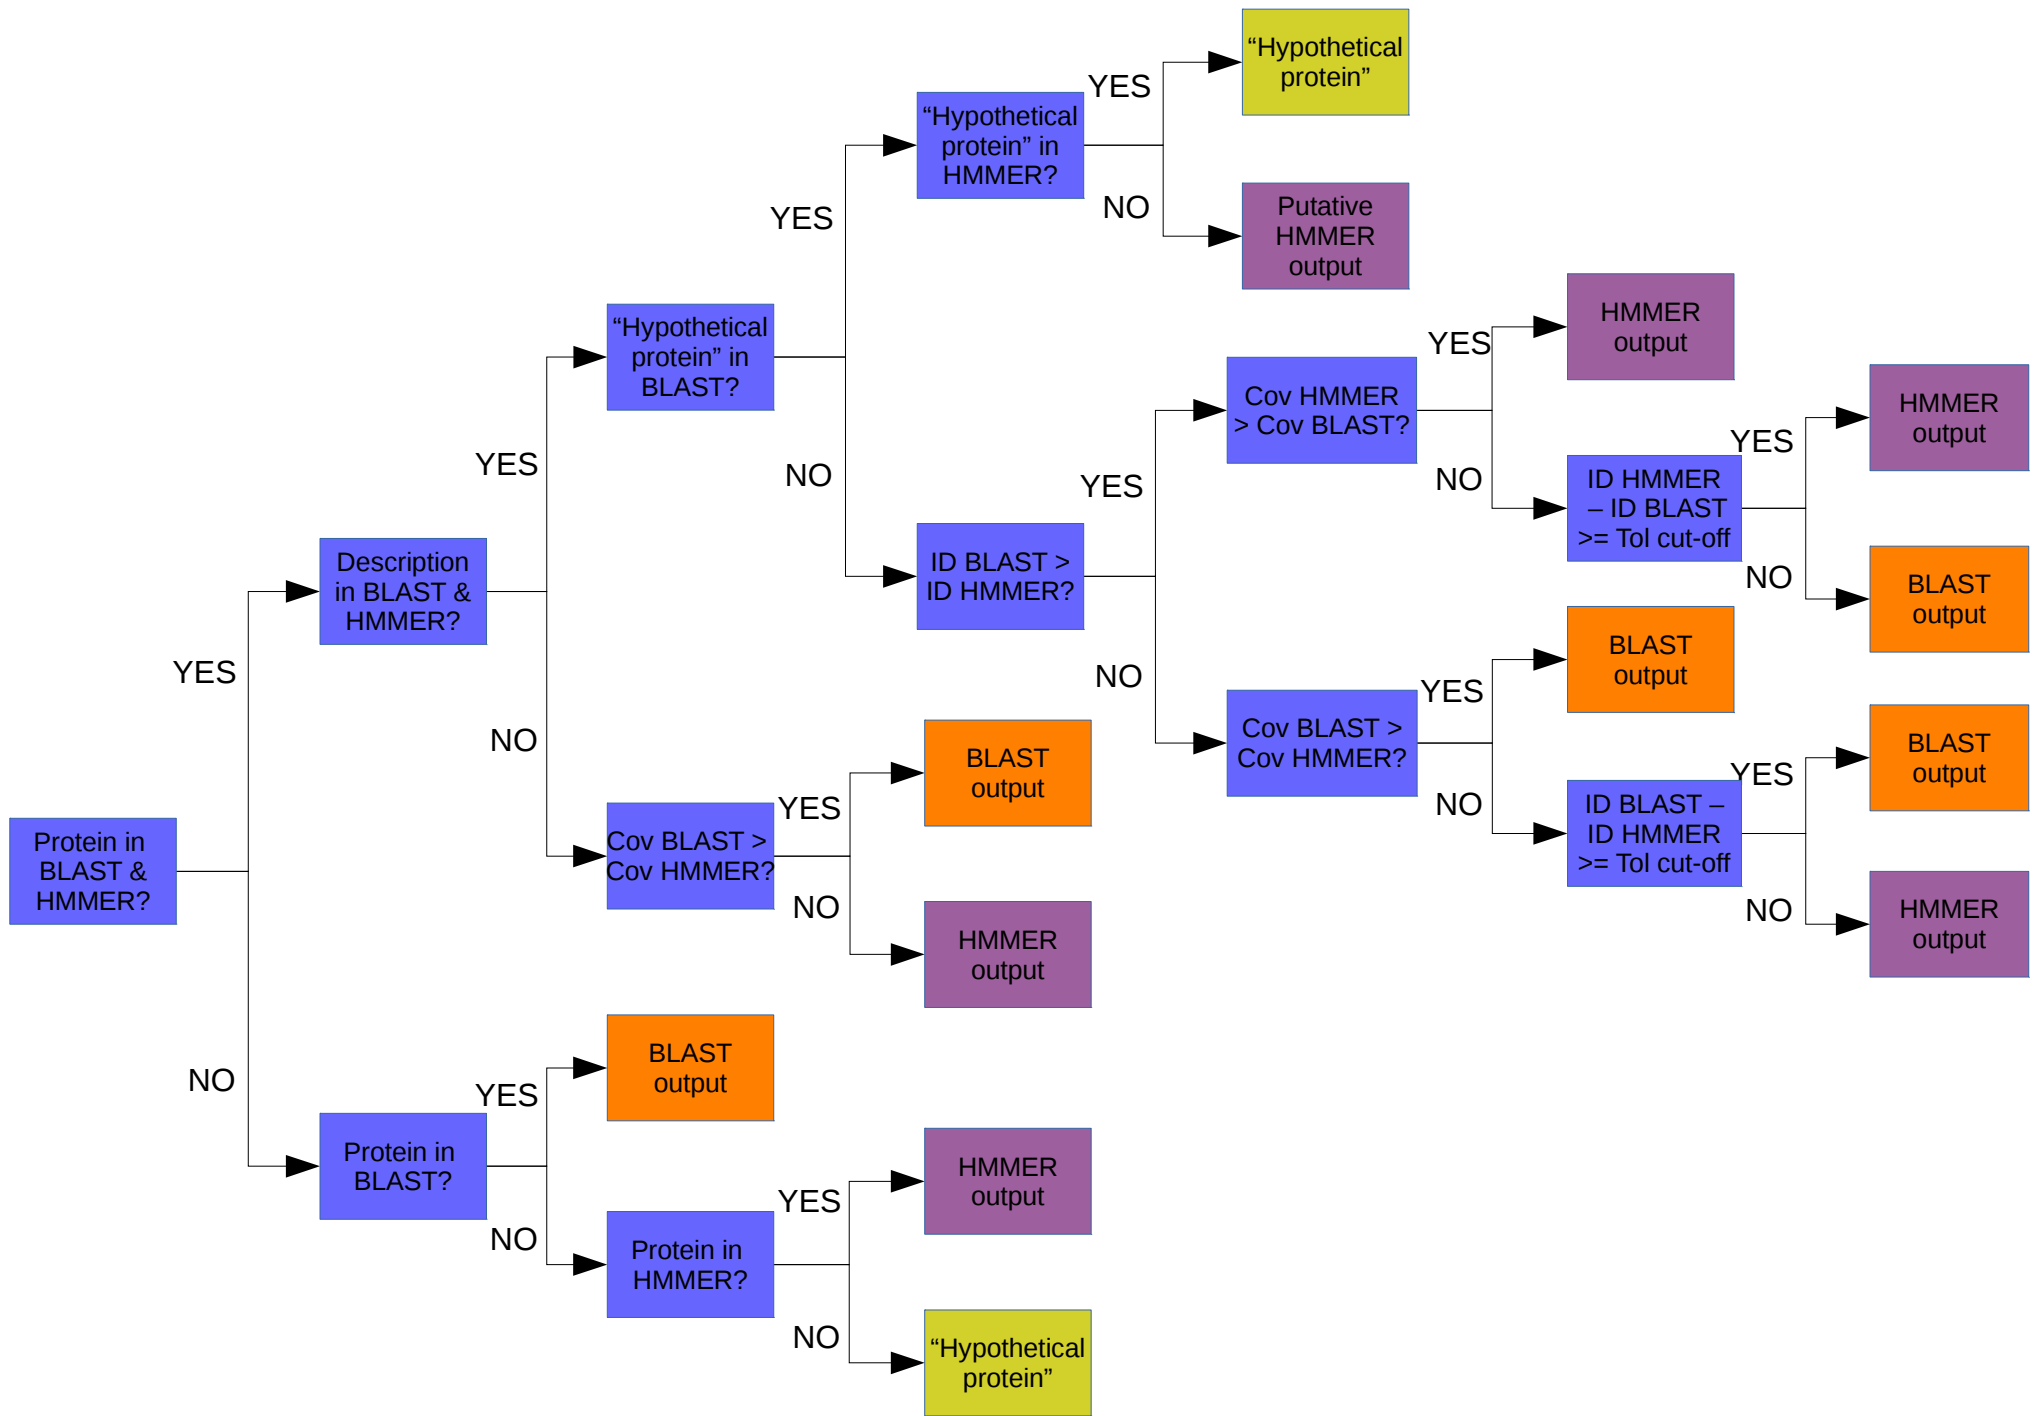 “Hypothetical
protein”
YES
“Hypothetical
protein” in
HMMER?
NO
Putative
HMMER
output
YES
“Hypothetical
protein” in
BLAST?
NO
HMMER
output
YES
Cov HMMER
> Cov BLAST?
NO
HMMER
output
YES
ID HMMER
– ID BLAST
>= Tol cut-off
NO
BLAST
output
YES
ID BLAST >
ID HMMER?
NO
BLAST
output
YES
Cov BLAST >
Cov HMMER?
NO
BLAST
output
YES
ID BLAST –
ID HMMER
>= Tol cut-off
NO
HMMER
output
YES
Description
in BLAST &
HMMER?
NO
BLAST
output
YES
Cov BLAST >
Cov HMMER?
NO
HMMER
output
YES
Protein in
BLAST &
HMMER?
NO
BLAST
output
YES
Protein in
BLAST?
NO
HMMER
output
YES
Protein in
HMMER?
NO
“Hypothetical
protein”